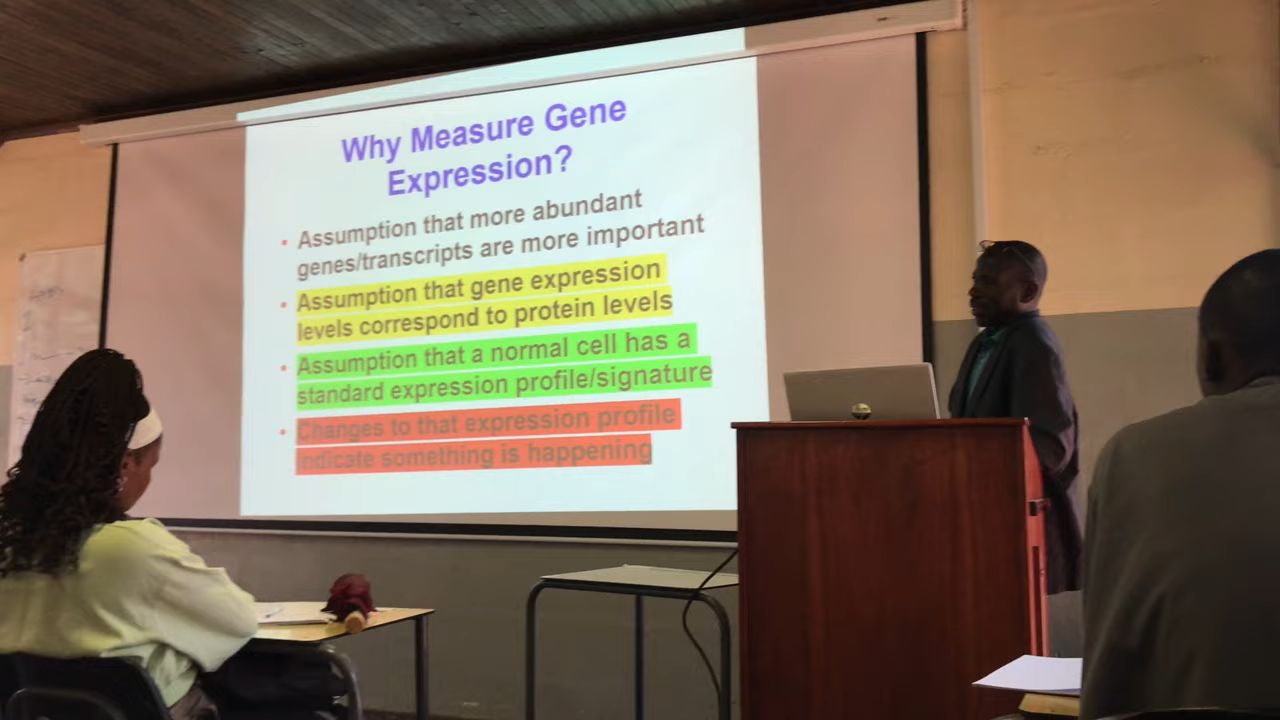 Why Measure Gene
Expression?
• Assumption that more abundant
genes/transcripts are more important
• Assumption that gene expression
levels correspond to protein levels
• Assumption that a normal cell has a
standard expression profile/signature
• Changes to that expression profile
indicate something is happening